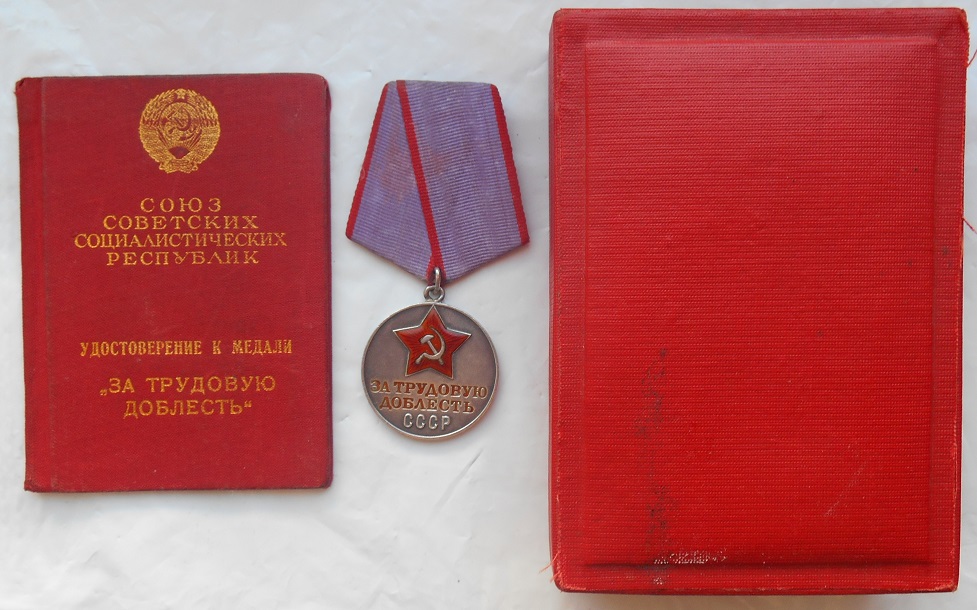 СОЮЗ
СОВЕТСКИХ
СОЦИАЛИСТИЧЕСКИХ
РЕСПУБЛИК
УДОСТОВЕРЕНИЕ К МЕДАЛИ
„ЗА ТРУДОВУЮ
ДОБЛЕСТЬ“
ЗА ТРУДОВУЮ
ДОБЛЕСТЬ
СССР